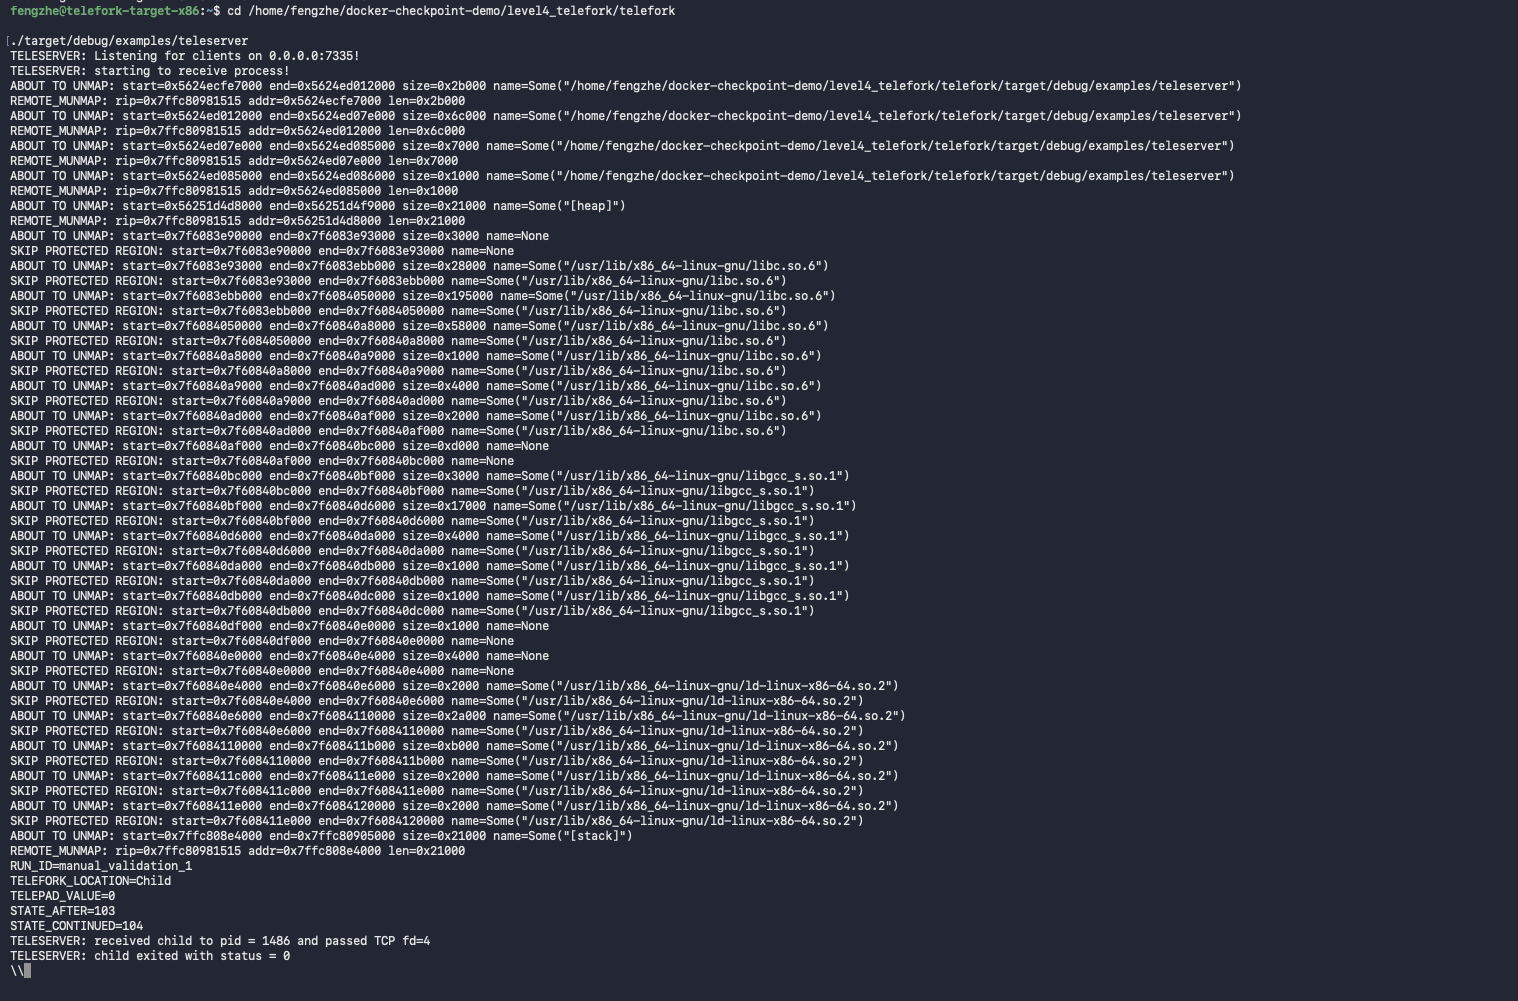 fengzhe@telefork-target-x86:~$ cd /home/fengzhe/docker-checkpoint-demo/level4_telefork/telefork
[./target/debug/examples/teleserver
TELESERVER: Listening for clients on 0.0.0.0:7335!
TELESERVER: starting to receive process!
ABOUT TO UNMAP: start=0x5624ecfe7000 end=0x5624ed012000 size=0x2b000 name=Some("/home/fengzhe/docker-checkpoint-demo/level4_telefork/telefork/target/debug/examples/teleserver")
REMOTE_MUNMAP: rip=0x7ffc80981515 addr=0x5624ecfe7000 len=0x2b000
ABOUT TO UNMAP: start=0x5624ed012000 end=0x5624ed07e000 size=0x6c000 name=Some("/home/fengzhe/docker-checkpoint-demo/level4_telefork/telefork/target/debug/examples/teleserver")
REMOTE_MUNMAP: rip=0x7ffc80981515 addr=0x5624ed012000 len=0x6c000
ABOUT TO UNMAP: start=0x5624ed07e000 end=0x5624ed085000 size=0x7000 name=Some("/home/fengzhe/docker-checkpoint-demo/level4_telefork/telefork/target/debug/examples/teleserver")
REMOTE_MUNMAP: rip=0x7ffc80981515 addr=0x5624ed07e000 len=0x7000
ABOUT TO UNMAP: start=0x5624ed085000 end=0x5624ed086000 size=0x1000 name=Some("/home/fengzhe/docker-checkpoint-demo/level4_telefork/telefork/target/debug/examples/teleserver")
REMOTE_MUNMAP: rip=0x7ffc80981515 addr=0x5624ed085000 len=0x1000
ABOUT TO UNMAP: start=0x56251d4d8000 end=0x56251d4f9000 size=0x21000 name=Some("[heap]")
REMOTE_MUNMAP: rip=0x7ffc80981515 addr=0x56251d4d8000 len=0x21000
ABOUT TO UNMAP: start=0x7f6083e90000 end=0x7f6083e93000 size=0x3000 name=None
SKIP PROTECTED REGION: start=0x7f6083e90000 end=0x7f6083e93000 name=None
ABOUT TO UNMAP: start=0x7f6083e93000 end=0x7f6083ebb000 size=0x28000 name=Some("/usr/lib/x86_64-linux-gnu/libc.so.6")
SKIP PROTECTED REGION: start=0x7f6083e93000 end=0x7f6083ebb000 name=Some("/usr/lib/x86_64-linux-gnu/libc.so.6")
ABOUT TO UNMAP: start=0x7f6083ebb000 end=0x7f6084050000 size=0x195000 name=Some("/usr/lib/x86_64-linux-gnu/libc.so.6")
SKIP PROTECTED REGION: start=0x7f6083ebb000 end=0x7f6084050000 name=Some("/usr/lib/x86_64-linux-gnu/libc.so.6")
ABOUT TO UNMAP: start=0x7f6084050000 end=0x7f60840a8000 size=0x58000 name=Some("/usr/lib/x86_64-linux-gnu/libc.so.6")
SKIP PROTECTED REGION: start=0x7f6084050000 end=0x7f60840a8000 name=Some("/usr/lib/x86_64-linux-gnu/libc.so.6")
ABOUT TO UNMAP: start=0x7f60840a8000 end=0x7f60840a9000 size=0x1000 name=Some("/usr/lib/x86_64-linux-gnu/libc.so.6")
SKIP PROTECTED REGION: start=0x7f60840a8000 end=0x7f60840a9000 name=Some("/usr/lib/x86_64-linux-gnu/libc.so.6")
ABOUT TO UNMAP: start=0x7f60840a9000 end=0x7f60840ad000 size=0x4000 name=Some("/usr/lib/x86_64-linux-gnu/libc.so.6")
SKIP PROTECTED REGION: start=0x7f60840a9000 end=0x7f60840ad000 name=Some("/usr/lib/x86_64-linux-gnu/libc.so.6")
ABOUT TO UNMAP: start=0x7f60840ad000 end=0x7f60840af000 size=0x2000 name=Some("/usr/lib/x86_64-linux-gnu/libc.so.6")
SKIP PROTECTED REGION: start=0x7f60840ad000 end=0x7f60840af000 name=Some("/usr/lib/x86_64-linux-gnu/libc.so.6")
ABOUT TO UNMAP: start=0x7f60840af000 end=0x7f60840bc000 size=0xd000 name=None
SKIP PROTECTED REGION: start=0x7f60840af000 end=0x7f60840bc000 name=None
ABOUT TO UNMAP: start=0x7f60840bc000 end=0x7f60840bf000 size=0x3000 name=Some("/usr/lib/x86_64-linux-gnu/libgcc_s.so.1")
SKIP PROTECTED REGION: start=0x7f60840bc000 end=0x7f60840bf000 name=Some("/usr/lib/x86_64-linux-gnu/libgcc_s.so.1")
ABOUT TO UNMAP: start=0x7f60840bf000 end=0x7f60840d6000 size=0x17000 name=Some("/usr/lib/x86_64-linux-gnu/libgcc_s.so.1")
SKIP PROTECTED REGION: start=0x7f60840bf000 end=0x7f60840d6000 name=Some("/usr/lib/x86_64-linux-gnu/libgcc_s.so.1")
ABOUT TO UNMAP: start=0x7f60840d6000 end=0x7f60840da000 size=0x4000 name=Some("/usr/lib/x86_64-linux-gnu/libgcc_s.so.1")
SKIP PROTECTED REGION: start=0x7f60840d6000 end=0x7f60840da000 name=Some("/usr/lib/x86_64-linux-gnu/libgcc_s.so.1")
ABOUT TO UNMAP: start=0x7f60840da000 end=0x7f60840db000 size=0x1000 name=Some("/usr/lib/x86_64-linux-gnu/libgcc_s.so.1")
SKIP PROTECTED REGION: start=0x7f60840da000 end=0x7f60840db000 name=Some("/usr/lib/x86_64-linux-gnu/libgcc_s.so.1")
ABOUT TO UNMAP: start=0x7f60840db000 end=0x7f60840dc000 size=0x1000 name=Some("/usr/lib/x86_64-linux-gnu/libgcc_s.so.1")
SKIP PROTECTED REGION: start=0x7f60840db000 end=0x7f60840dc000 name=Some("/usr/lib/x86_64-linux-gnu/libgcc_s.so.1")
ABOUT TO UNMAP: start=0x7f60840df000 end=0x7f60840e0000 size=0x1000 name=None
SKIP PROTECTED REGION: start=0x7f60840df000 end=0x7f60840e0000 name=None
ABOUT TO UNMAP: start=0x7f60840e0000 end=0x7f60840e4000 size=0x4000 name=None
SKIP PROTECTED REGION: start=0x7f60840e0000 end=0x7f60840e4000 name=None
ABOUT TO UNMAP: start=0x7f60840e4000 end=0x7f60840e6000 size=0x2000 name=Some("/usr/lib/x86_64-linux-gnu/ld-linux-x86-64.so.2")
SKIP PROTECTED REGION: start=0x7f60840e4000 end=0x7f60840e6000 name=Some("/usr/lib/x86_64-linux-gnu/ld-linux-x86-64.so.2")
ABOUT TO UNMAP: start=0x7f60840e6000 end=0x7f6084110000 size=0x2a000 name=Some("/usr/lib/x86_64-linux-gnu/ld-linux-x86-64.so.2")
SKIP PROTECTED REGION: start=0x7f60840e6000 end=0x7f6084110000 name=Some("/usr/lib/x86_64-linux-gnu/ld-linux-x86-64.so.2")
ABOUT TO UNMAP: start=0x7f6084110000 end=0x7f608411b000 size=0xb000 name=Some("/usr/lib/x86_64-linux-gnu/ld-linux-x86-64.so.2")
SKIP PROTECTED REGION: start=0x7f6084110000 end=0x7f608411b000 name=Some("/usr/lib/x86_64-linux-gnu/ld-linux-x86-64.so.2")
ABOUT TO UNMAP: start=0x7f608411c000 end=0x7f608411e000 size=0x2000 name=Some("/usr/lib/x86_64-linux-gnu/ld-linux-x86-64.so.2")
SKIP PROTECTED REGION: start=0x7f608411c000 end=0x7f608411e000 name=Some("/usr/lib/x86_64-linux-gnu/ld-linux-x86-64.so.2")
ABOUT TO UNMAP: start=0x7f608411e000 end=0x7f6084120000 size=0x2000 name=Some("/usr/lib/x86_64-linux-gnu/ld-linux-x86-64.so.2")
SKIP PROTECTED REGION: start=0x7f608411e000 end=0x7f6084120000 name=Some("/usr/lib/x86_64-linux-gnu/ld-linux-x86-64.so.2")
ABOUT TO UNMAP: start=0x7ffc808e4000 end=0x7ffc80905000 size=0x21000 name=Some("[stack]")
REMOTE_MUNMAP: rip=0x7ffc80981515 addr=0x7ffc808e4000 len=0x21000
RUN_ID=manual_validation_1
TELEFORK_LOCATION=Child
TELEPAD_VALUE=0
STATE_AFTER=103
STATE_CONTINUED=104
TELESERVER: received child to pid = 1486 and passed TCP fd=4
TELESERVER: child exited with status = 0
\\